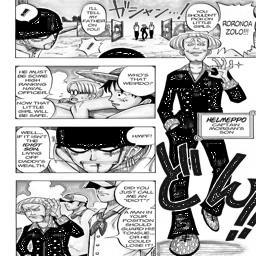 I'LL
TELL
MY
FATHER
ON
YOU!
YOU
SHOULDN'T
PICK ON
LITTLE
GIRLS.
RORONOA
ZOLO!!!
HE MUST
BE SOME
HIGH
RANKING
NAVAL
OFFICER.
NOW THAT
LITTLE
GIRL WILL
BE SAFE.
WHO'S
THAT
WEIRDO?
HELMEPPO
CAPTAIN
MORGAN'S
SON
WELL...
IF IT
ISN'T THE
IDIOT
SON,
LIVING
OFF
DADDY'S
WEALTH.
HMPF!
DID YOU
JUST CALL
ME AN
"IDIOT"?
A MAN IN
YOUR
POSITION
SHOULD
GUARD HIS
TONGUE...
OR HE
COULD
LOSE IT!